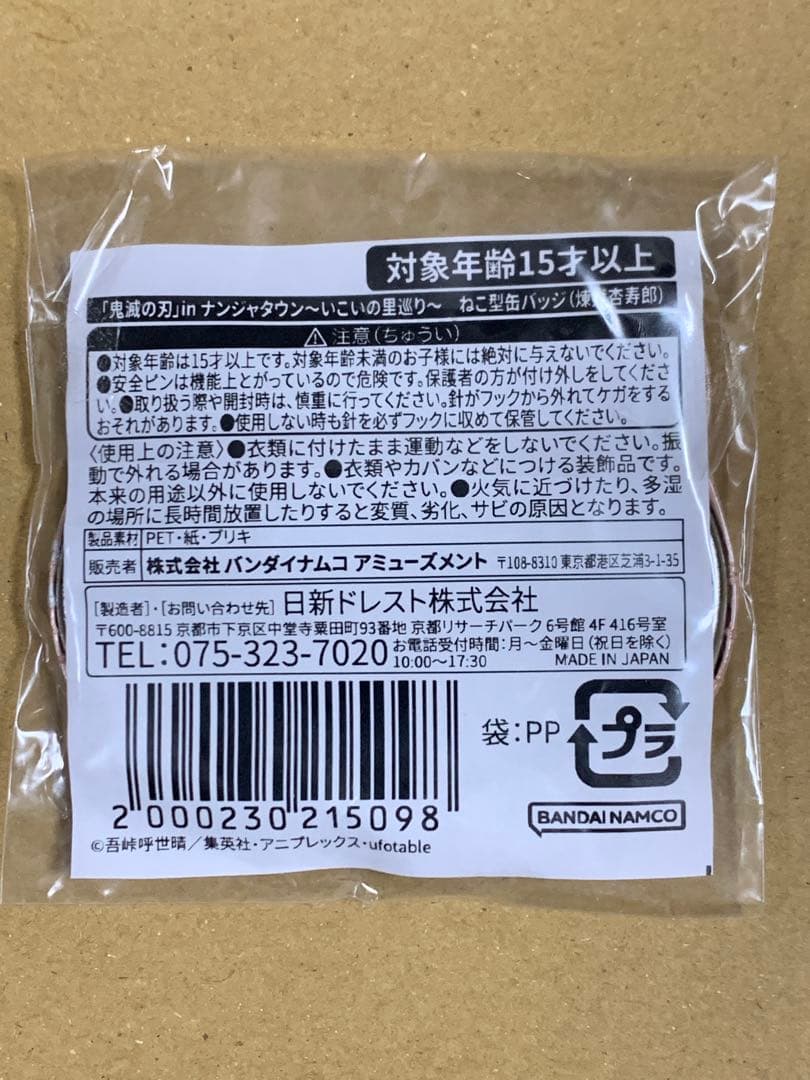 対象年齢15才以上
「鬼滅の刃」in ナンジャタウン〜いこいの里巡り〜 ねこ型缶バッジ(煉獄杏寿郎)
⚠注意(ちゅうい)
●対象年齢は15才以上です。対象年齢未満のお子様には絶対に与えないでください。
●安全ピンは機能上とがっているので危険です。保護者の方が付け外しをしてくださ
い。●取り扱う際や開封時は、慎重に行ってください。針がフックから外れてケガをする
おそれがあります。●使用しない時も針を必ずフックに収めて保管してください。
〈使用上の注意〉●衣類に付けたまま運動などをしないでください。振
動で外れる場合があります。●衣類やカバンなどにつける装飾品です。
本来の用途以外に使用しないでください。●火気に近づけたり、多湿
の場所に長時間放置したりすると変質、劣化、サビの原因となります。
製品素材 PET・紙・ブリキ
販売者 株式会社 バンダイナムコ アミューズメント 〒108-8310 東京都港区芝浦3-1-35
[製造者]・[お問い合わせ先] 日新ドレスト株式会社
〒600-8815 京都市下京区中堂寺粟田町93番地 京都リサーチパーク 6号館 4F 416号室
TEL:075-323-7020 お電話受付時間:月〜金曜日(祝日を除く)
10:00〜17:30 MADE IN JAPAN
袋:PP プラ
BANDAI NAMCO
2 000230 215098
©吾峠呼世晴/集英社・アニプレックス・ufotable